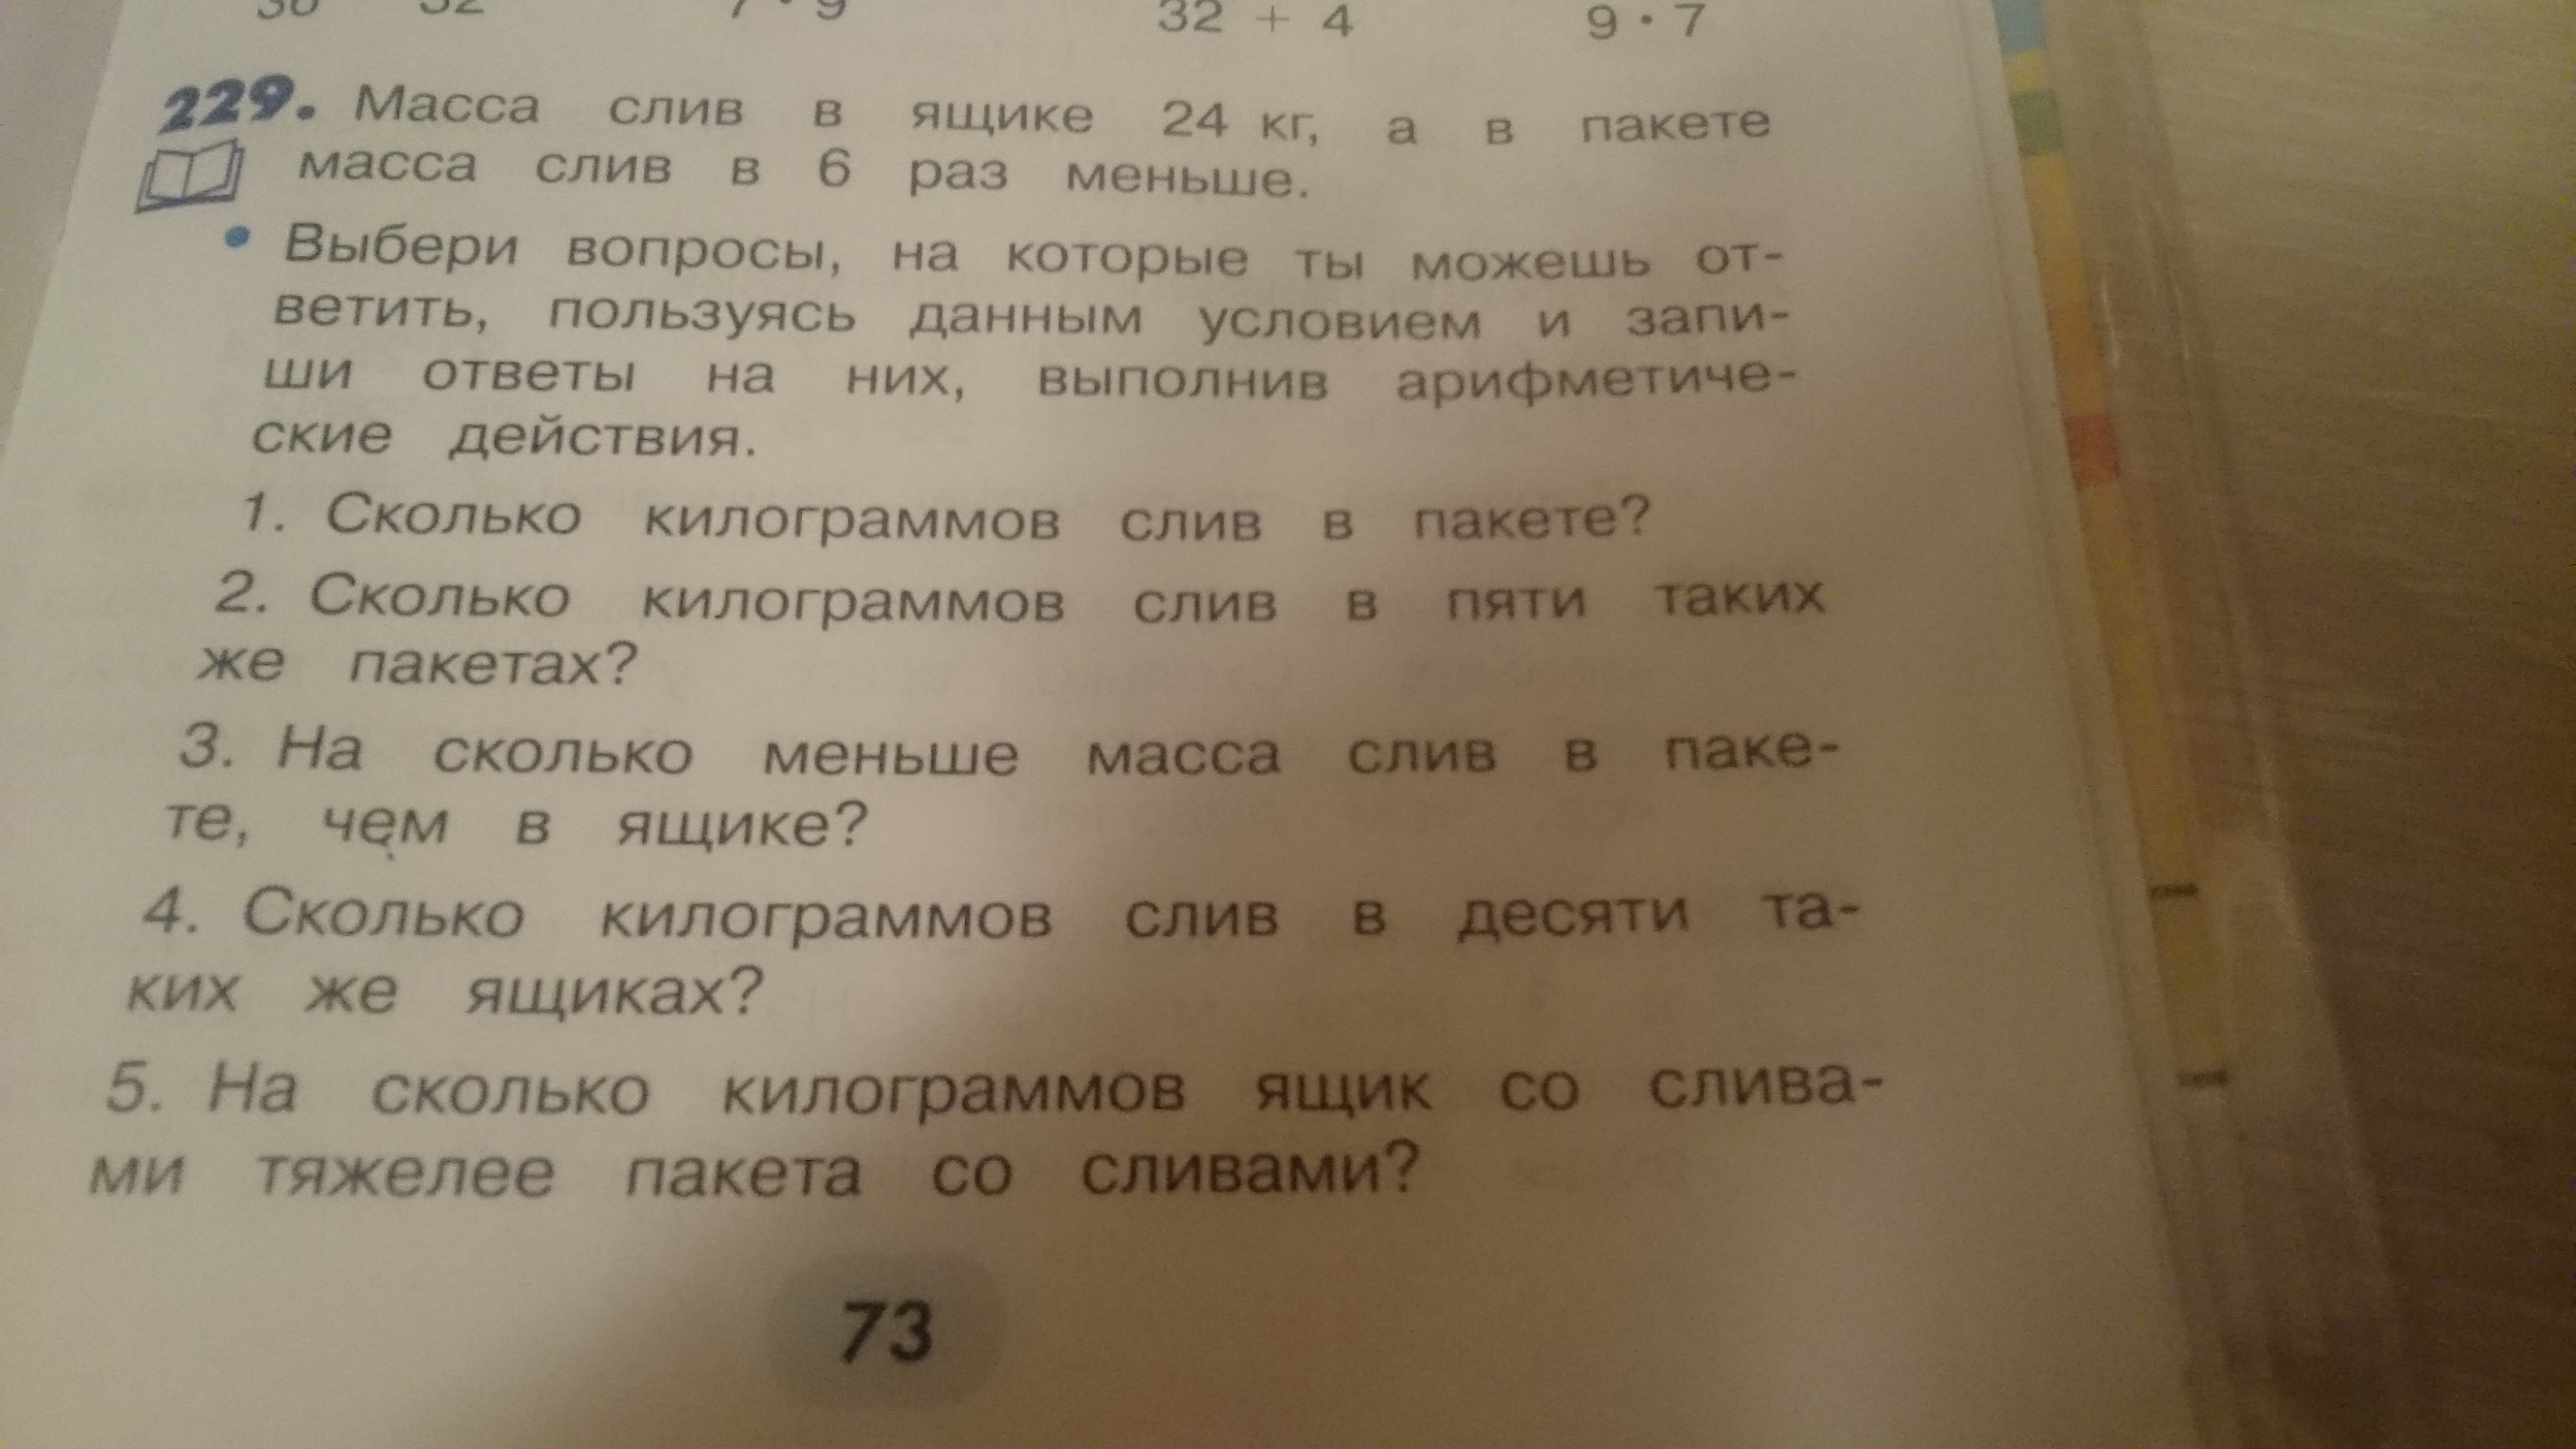 7 · 9 32 + 4 9 · 7
229. Масса слив в ящике 24 кг, а в пакете
масса слив в 6 раз меньше.
• Выбери вопросы, на которые ты можешь от-
ветить, пользуясь данным условием и запи-
ши ответы на них, выполнив арифметиче-
ские действия.
1. Сколько килограммов слив в пакете?
2. Сколько килограммов слив в пяти таких
же пакетах?
3. На сколько меньше масса слив в паке-
те, чем в ящике?
4. Сколько килограммов слив в десяти та-
ких же ящиках?
5. На сколько килограммов ящик со слива-
ми тяжелее пакета со сливами?
73